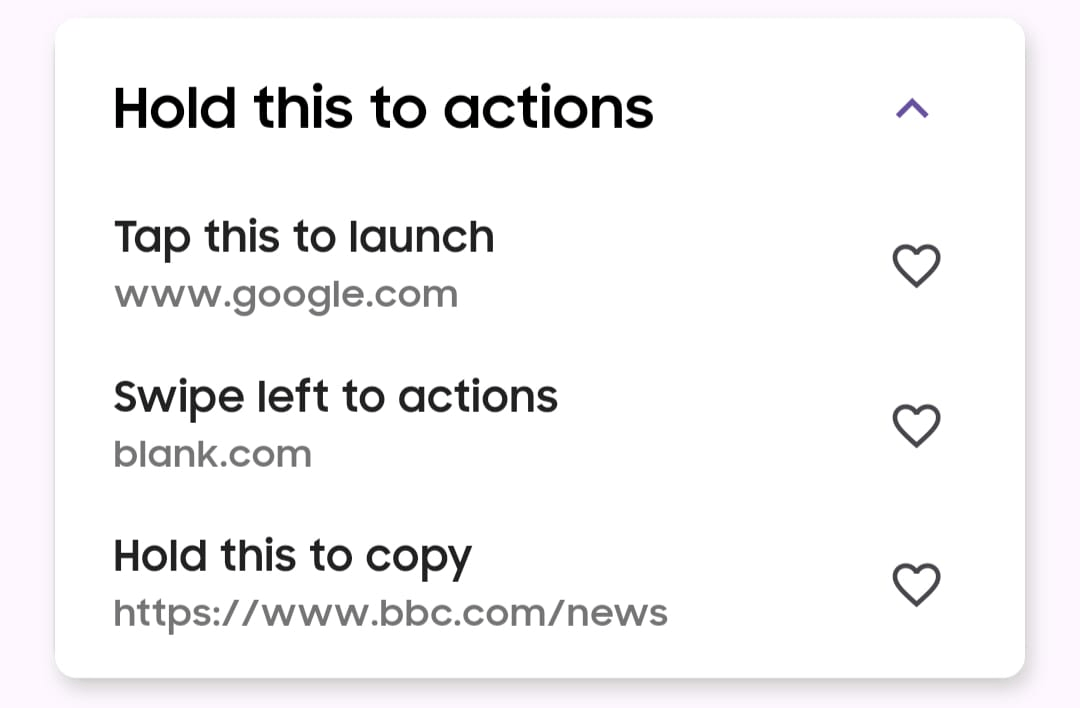 Hold this to actions
Tap this to launch
www.google.com
Swipe left to actions
blank.com
Hold this to copy
https://www.bbc.com/news